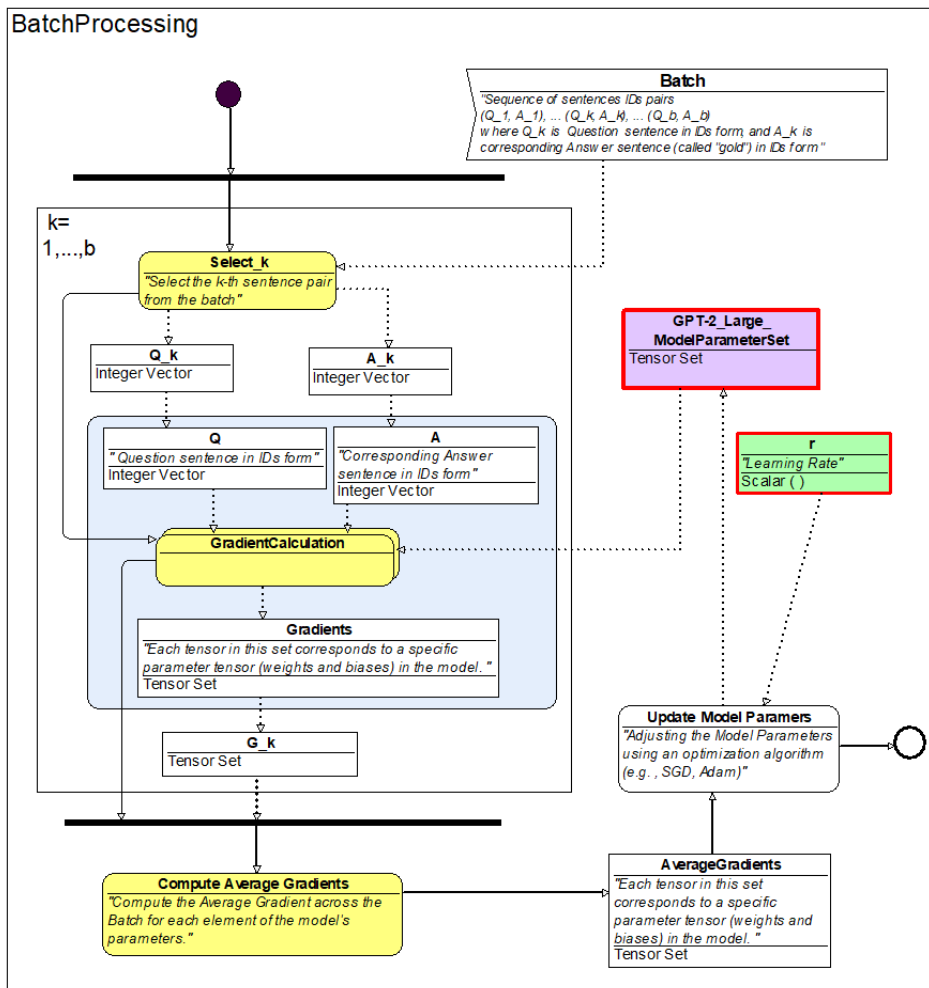 BatchProcessing
Batch
"Sequence of sentences IDs pairs
(Q_1, A_1), ... (Q_k, A_k), ... (Q_b, A_b)
where Q_k is Question sentence in IDs form, and A_k is
corresponding Answer sentence (called "gold") in IDs form"
k=
1,...,b
Select_k
"Select the k-th sentence pair
from the batch"
GPT-2_Large_
ModelParameterSet
Tensor Set
Q_k
Integer Vector
A_k
Integer Vector
r
"Learning Rate"
Scalar ( )
Q
" Question sentence in IDs form"
Integer Vector
A
"Corresponding Answer
sentence in IDs form"
Integer Vector
GradientCalculation
Gradients
"Each tensor in this set corresponds to a specific
parameter tensor (weights and biases) in the model. "
Tensor Set
G_k
Tensor Set
Update Model Paramers
"Adjusting the Model Parameters
using an optimization algorithm
(e.g. , SGD, Adam)"
Compute Average Gradients
"Compute the Average Gradient across the
Batch for each element of the model's
parameters."
AverageGradients
"Each tensor in this set
corresponds to a specific
parameter tensor (weights and
biases) in the model. "
Tensor Set